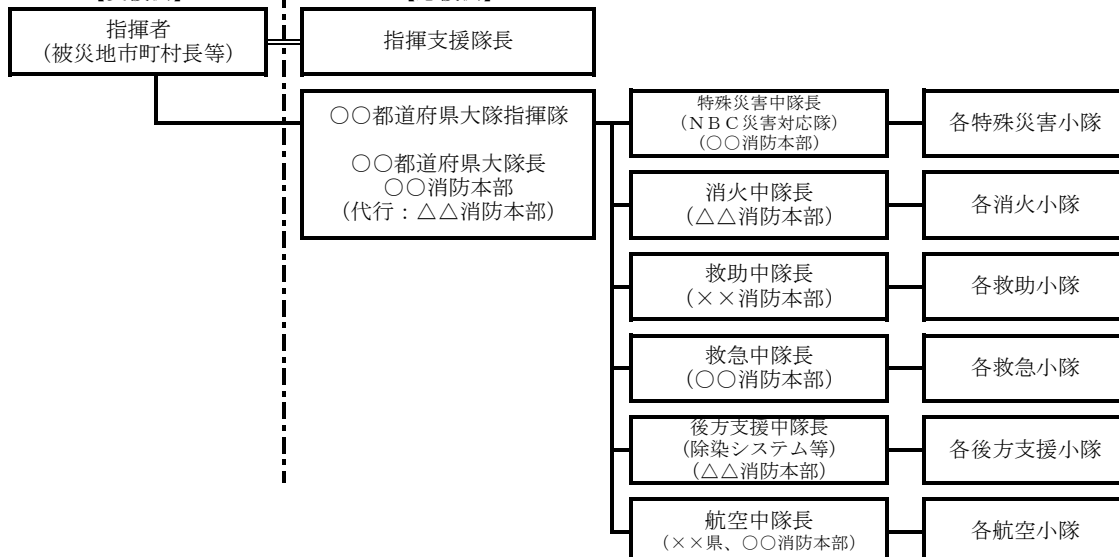 指揮者
(被災地市町村長等)
指揮支援隊長
○○都道府県大隊指揮隊
○○都道府県大隊長
○○消防本部
(代行：△△消防本部)
特殊災害中隊長
(ＮＢＣ災害対応隊)
(○○消防本部)
各特殊災害小隊
消火中隊長
(△△消防本部)
各消火小隊
救助中隊長
(××消防本部)
各救助小隊
救急中隊長
(○○消防本部)
各救急小隊
後方支援中隊長
(除染システム等)
(△△消防本部)
各後方支援小隊
航空中隊長
(××県、○○消防本部)
各航空小隊